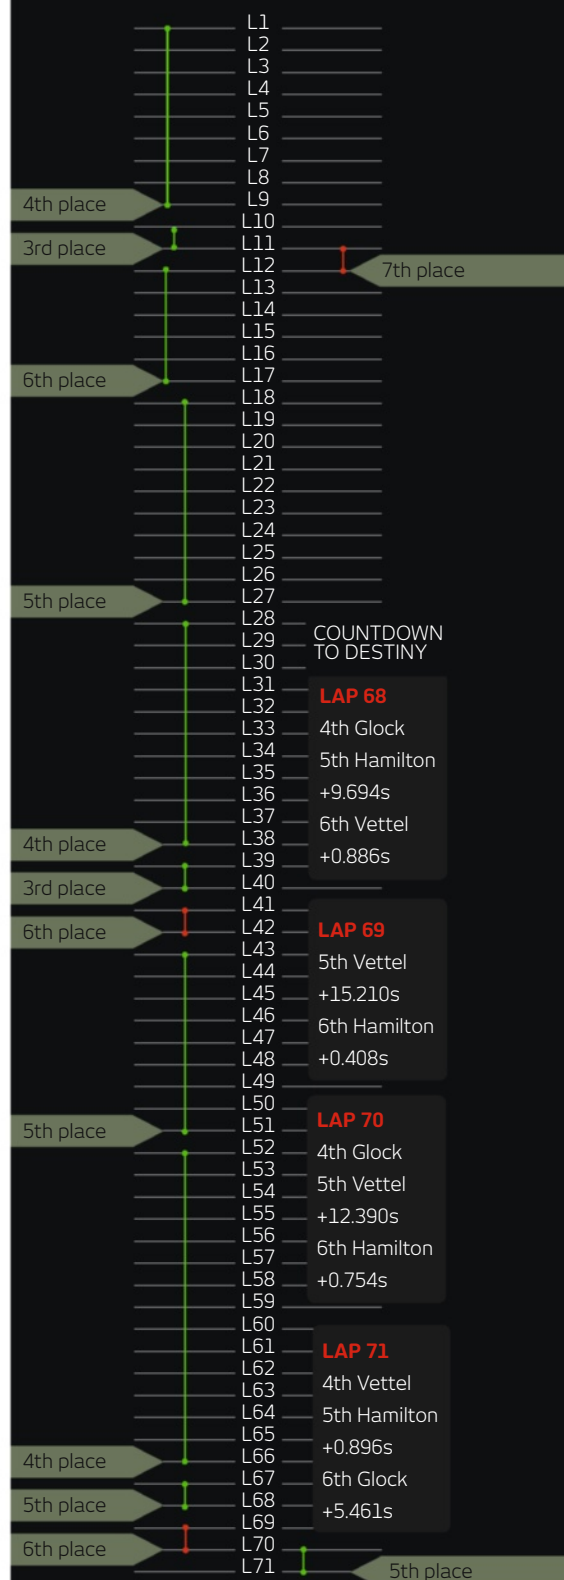 L1
L2
L3
L4
L5
L6
L7
L8
4th place L9
L10
3rd place L11
L12 7th place
L13
L14
L15
L16
6th place L17
L18
L19
L20
L21
L22
L23
L24
L25
L26
5th place L27
L28
L29
L30
L31
L32
L33
L34
L35
L36
L37
4th place L38
L39
3rd place L40
L41
6th place L42
L43
L44
L45
L46
L47
L48
L49
L50
5th place L51
L52
L53
L54
L55
L56
L57
L58
L59
L60
L61
L62
L63
L64
L65
4th place L66
L67
5th place L68
L69
6th place L70
L71 5th place
COUNTDOWN
TO DESTINY
LAP 68
4th Glock
5th Hamilton
+9.694s
6th Vettel
+0.886s
LAP 69
5th Vettel
+15.210s
6th Hamilton
+0.408s
LAP 70
4th Glock
5th Vettel
+12.390s
6th Hamilton
+0.754s
LAP 71
4th Vettel
5th Hamilton
+0.896s
6th Glock
+5.461s